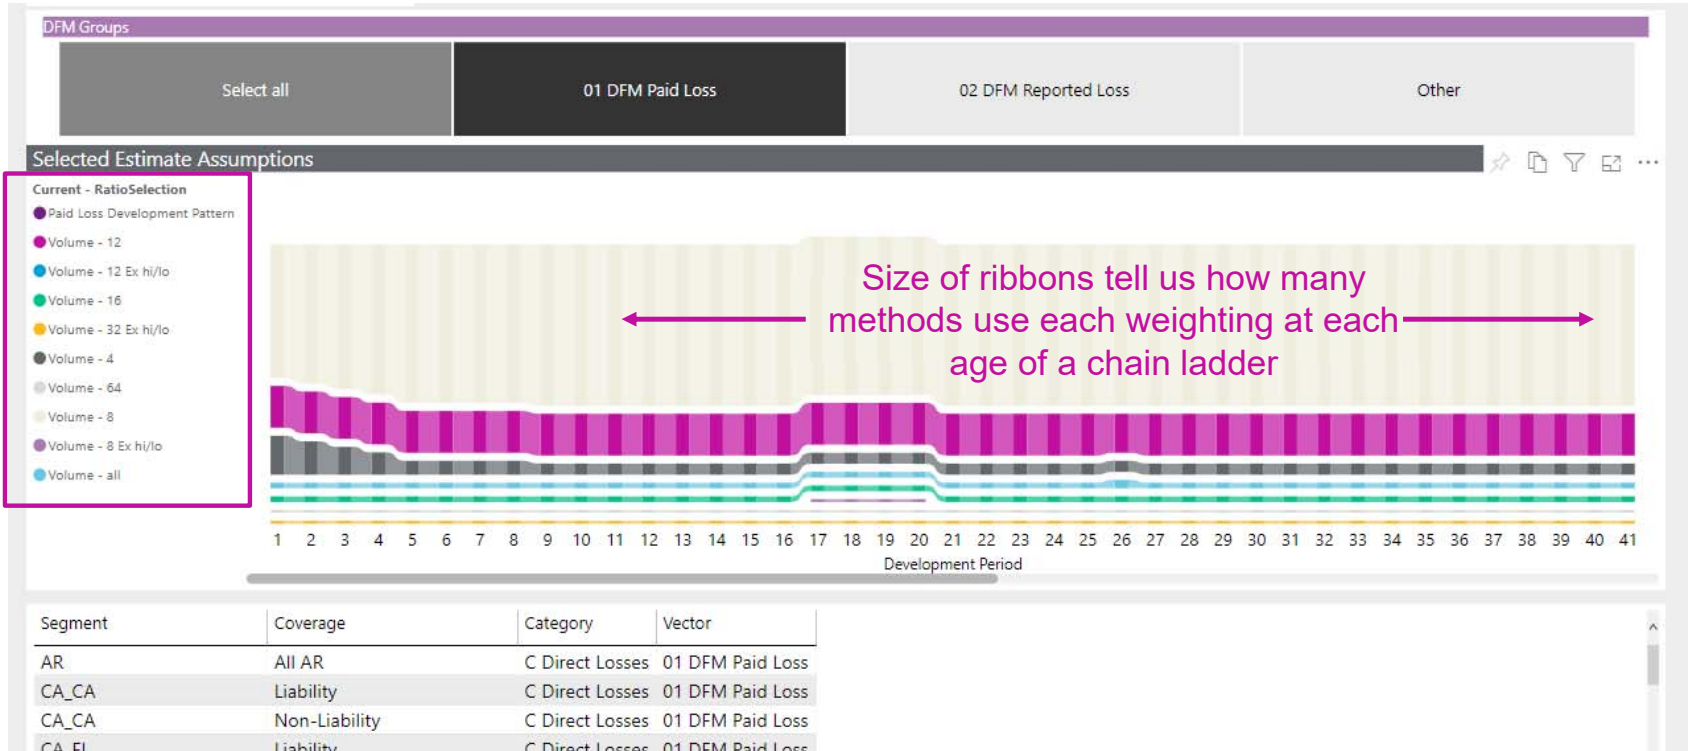 DFM Groups
Select all
01 DFM Paid Loss
02 DFM Reported Loss
Other
Selected Estimate Assumptions
Current - RatioSelection
Paid Loss Development Pattern
Volume - 12
Volume - 12 Ex hi/lo
Volume - 16
Volume - 32 Ex hi/lo
Volume - 4
Volume - 64
Volume - 8
Volume - 8 Ex hi/lo
Volume - all
Size of ribbons tell us how many
methods use each weighting at each
age of a chain ladder
1 2 3 4 5 6 7 8 9 10 11 12 13 14 15 16 17 18 19 20 21 22 23 24 25 26 27 28 29 30 31 32 33 34 35 36 37 38 39 40 41
Development Period
Segment Coverage Category Vector
AR All AR C Direct Losses 01 DFM Paid Loss
CA_CA Liability C Direct Losses 01 DFM Paid Loss
CA_CA Non-Liability C Direct Losses 01 DFM Paid Loss
Liability C Direct Losses 01 DFM Paid Loss